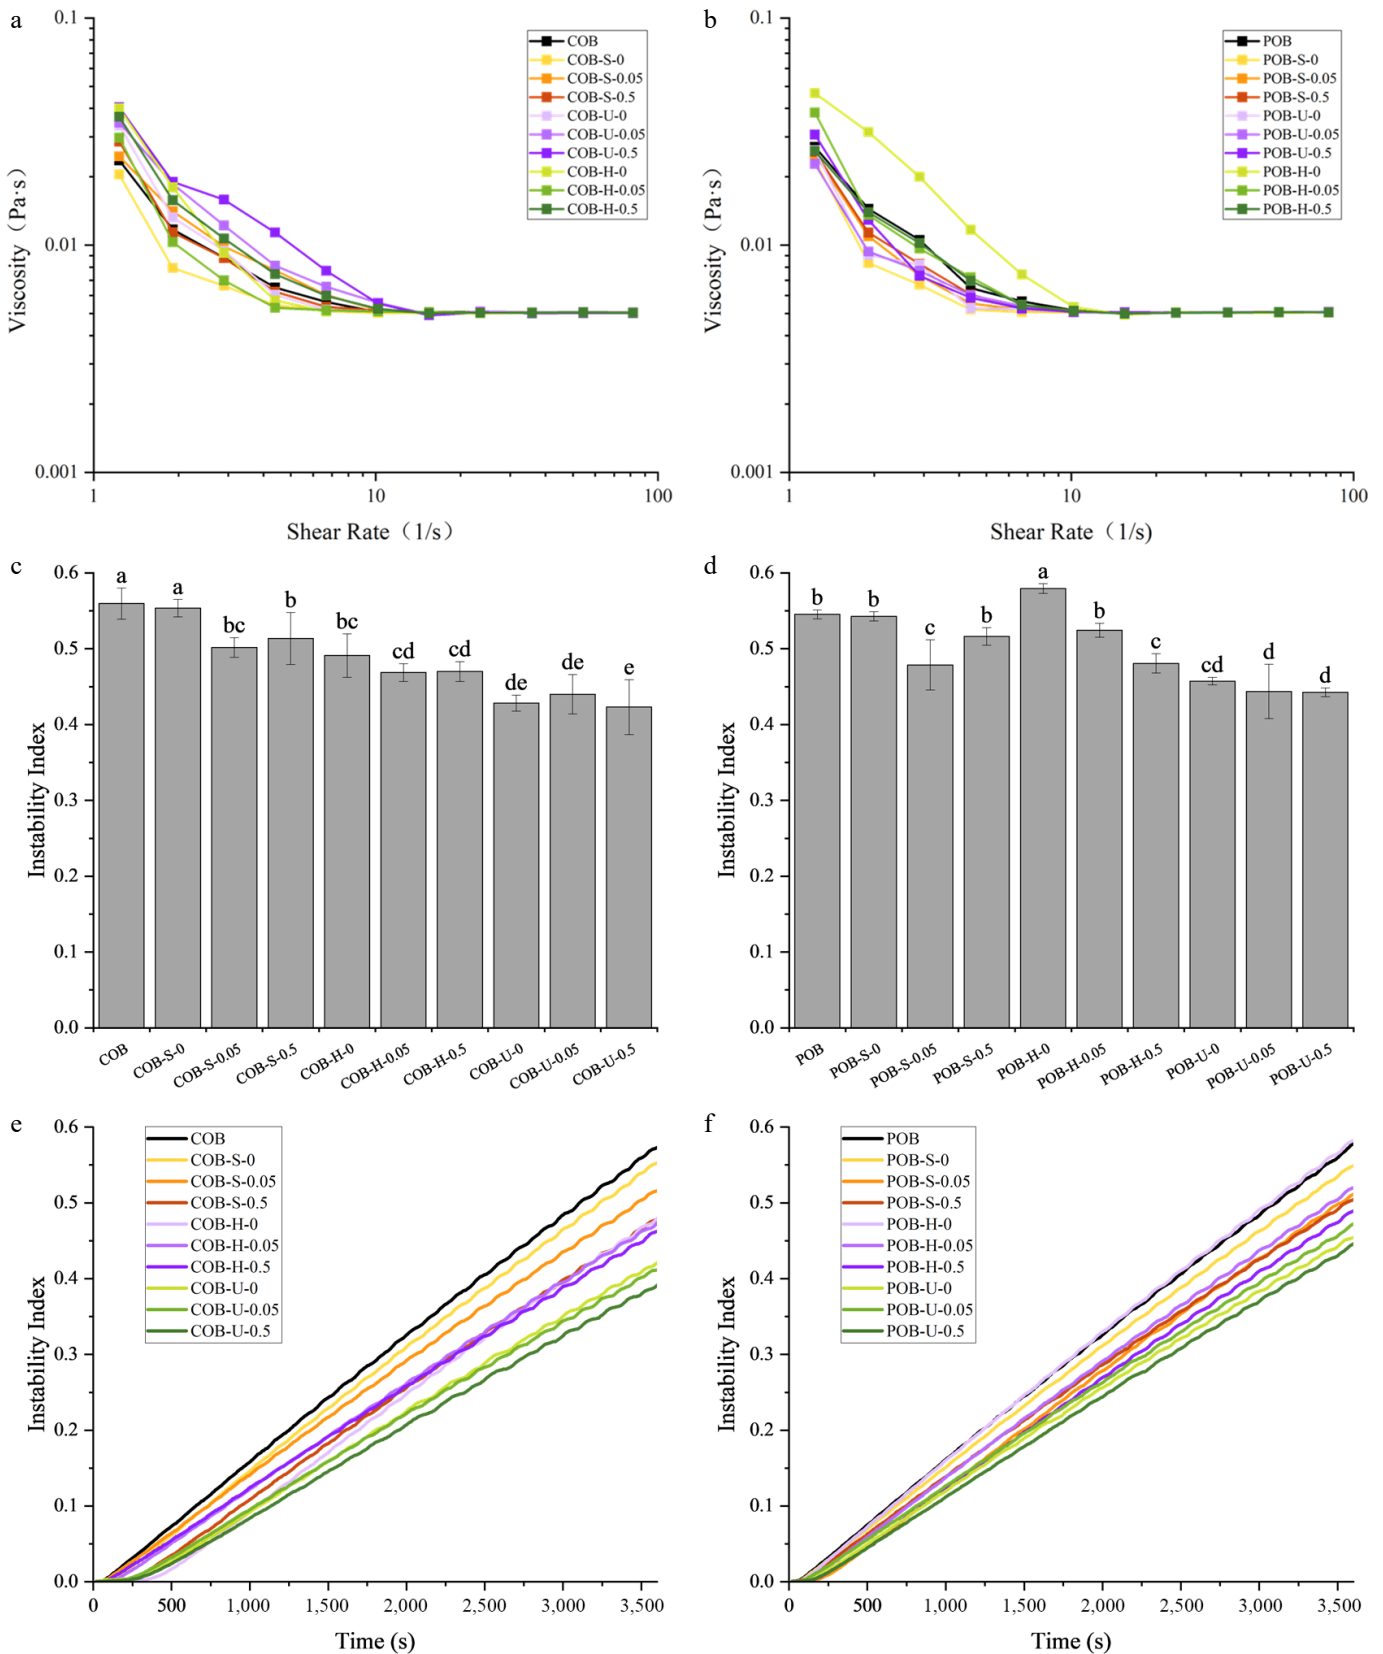 a
0.1
0.01
0.001
Viscosity（Pa·s）
1
10
100
Shear Rate（1/s）
COB
COB-S-0
COB-S-0.05
COB-S-0.5
COB-U-0
COB-U-0.05
COB-U-0.5
COB-H-0
COB-H-0.05
COB-H-0.5
b
0.1
0.01
0.001
Viscosity（Pa·s）
1
10
100
Shear Rate（1/s)
POB
POB-S-0
POB-S-0.05
POB-S-0.5
POB-U-0
POB-U-0.05
POB-U-0.5
POB-H-0
POB-H-0.05
POB-H-0.5
c
0.6
0.5
0.4
0.3
0.2
0.1
0.0
Instability Index
a
a
bc
b
bc
cd
cd
de
de
e
COB
COB-S-0
COB-S-0.05
COB-S-0.5
COB-H-0
COB-H-0.05
COB-H-0.5
COB-U-0
COB-U-0.05
COB-U-0.5
d
0.6
0.5
0.4
0.3
0.2
0.1
0.0
Instability Index
b
b
c
b
a
b
c
cd
d
d
POB
POB-S-0
POB-S-0.05
POB-S-0.5
POB-H-0
POB-H-0.05
POB-H-0.5
POB-U-0
POB-U-0.05
POB-U-0.5
e
0.6
0.5
0.4
0.3
0.2
0.1
0.0
Instability Index
0
500
1,000
1,500
2,000
2,500
3,000
3,500
Time (s)
COB
COB-S-0
COB-S-0.05
COB-S-0.5
COB-H-0
COB-H-0.05
COB-H-0.5
COB-U-0
COB-U-0.05
COB-U-0.5
f
0.6
0.5
0.4
0.3
0.2
0.1
0.0
Instability Index
0
500
1,000
1,500
2,000
2,500
3,000
3,500
Time (s)
POB
POB-S-0
POB-S-0.05
POB-S-0.5
POB-H-0
POB-H-0.05
POB-H-0.5
POB-U-0
POB-U-0.05
POB-U-0.5